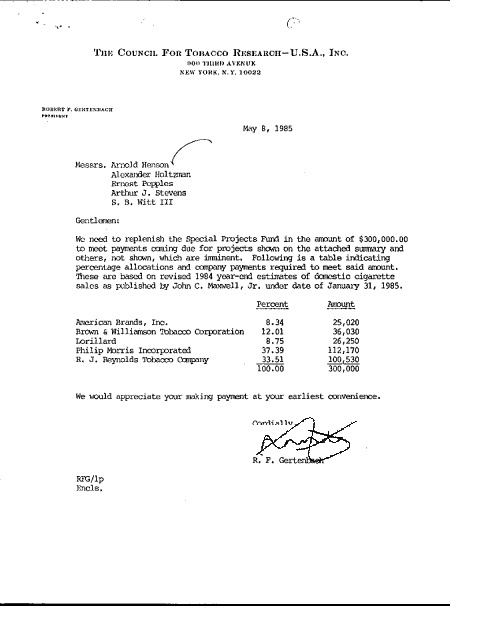 THE COUNCIL FOR TOBACCO RESEARCH—U.S.A., INC.
900 THIRD AVENUE
NEW YORK, N.Y. 10022
ROBERT F. GERTENBACH
PRESIDENT
May 8, 1985
Messrs. Arnold Henson
Alexander Holtzman
Ernest Pepples
Arthur J. Stevens
S. B. Witt III
Gentlemen:
We need to replenish the Special Projects Fund in the amount of $300,000.00
to meet payments coming due for projects shown on the attached summary and
others, not shown, which are imminent. Following is a table indicating
percentage allocations and company payments required to meet said amount.
These are based on revised 1984 year-end estimates of domestic cigarette
sales as published by John C. Maxwell, Jr. under date of January 31, 1985.
Percent Amount
American Brands, Inc. 8.34 25,020
Brown & Williamson Tobacco Corporation 12.01 36,030
Lorillard 8.75 26,250
Philip Morris Incorporated 37.39 112,170
R. J. Reynolds Tobacco Company 33.51 100,530
100.00 300,000
We would appreciate your making payment at your earliest convenience.
Cordially,
R. F. Gertenbach
RFG/lp
Encls.